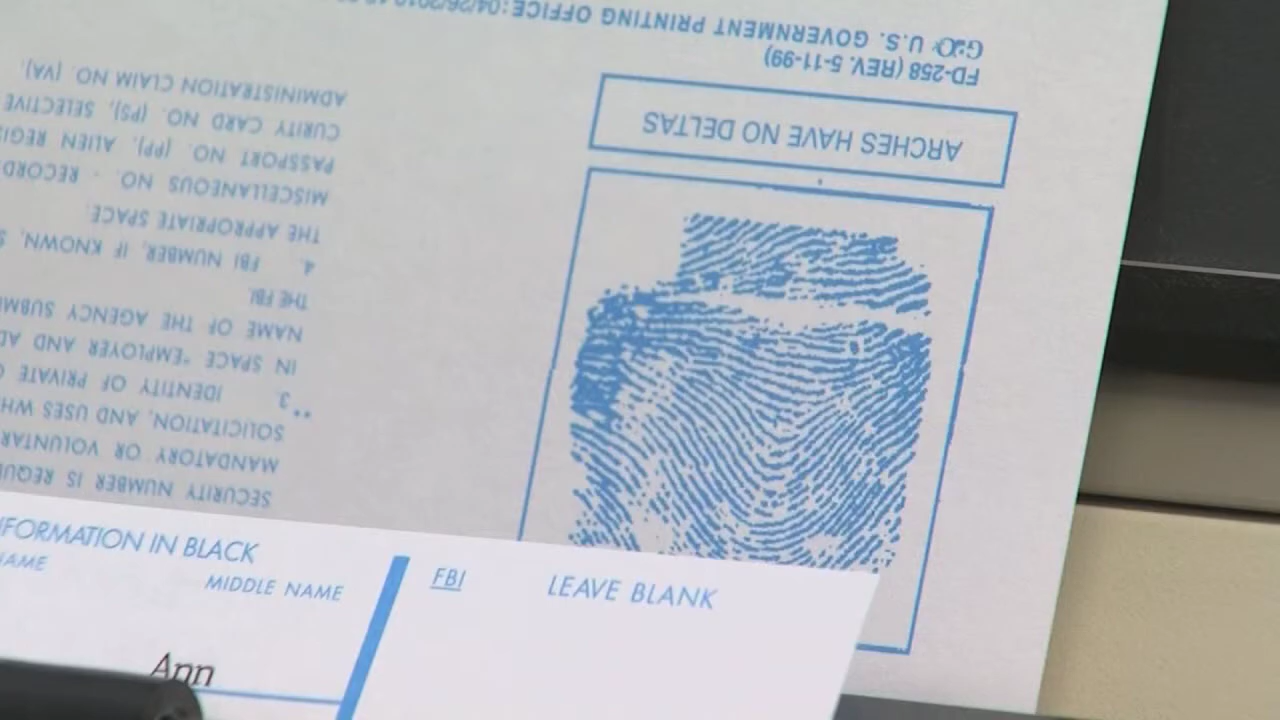 ARCHES HAVE NO DELTAS
FD-258 (REV. 5-11-99)
U.S. GOVERNMENT PRINTING OFFICE:
SECURITY NUMBER IS REQUI
MANDATORY OR VOLUNTAR
SOLICITATION, AND USES WH
**3. IDENTITY OF PRIVATE
IN SPACE "EMPLOYER AND AD
NAME OF THE AGENCY SUBM
THE FBI.
4. FBI NUMBER, IF KNOWN, S
THE APPROPRIATE SPACE.
MISCELLANEOUS NO. - RECORD
PASSPORT NO. (PP), ALIEN REGIS
CURITY CARD NO. (PS), SELECTIVE
ADMINISTRATION CLAIM NO. (VA).
FORMATION IN BLACK
NAME MIDDLE NAME
Ann
FBI LEAVE BLANK